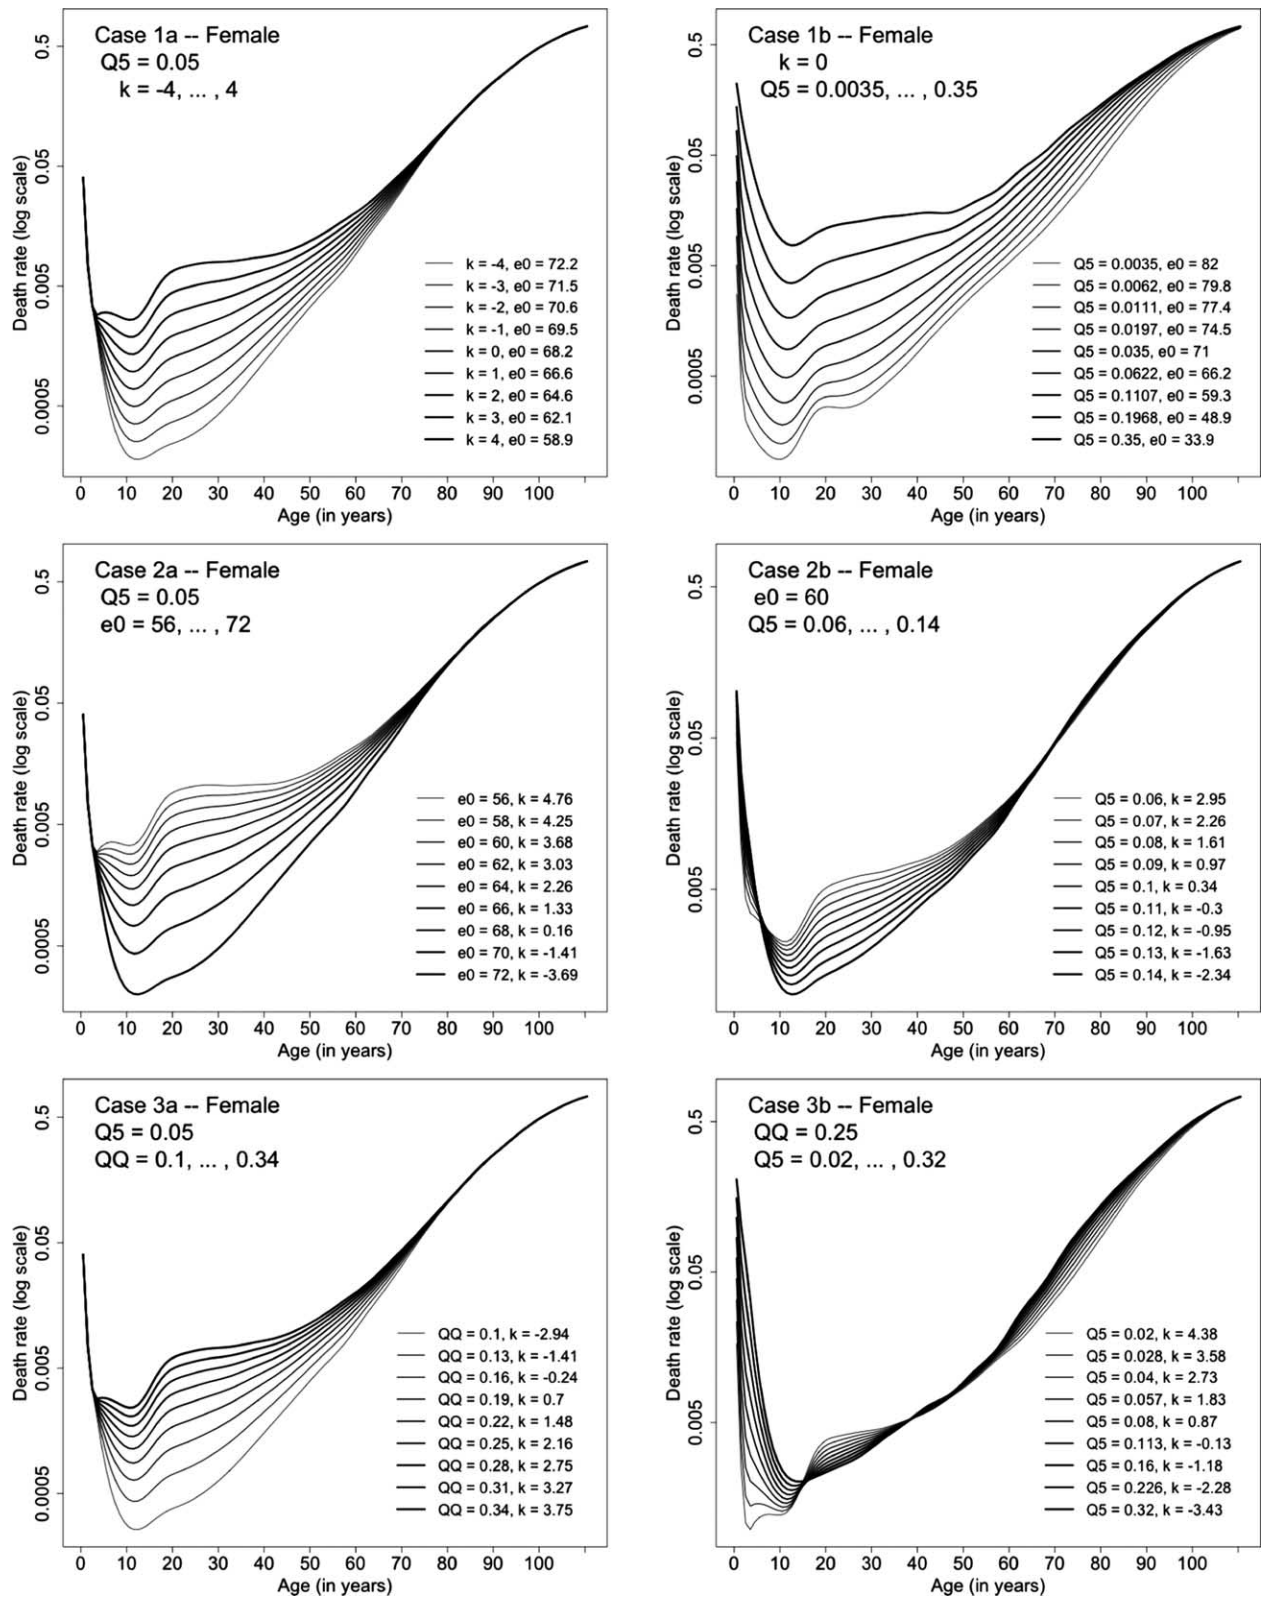 Case 1a -- Female
Q5 = 0.05
k = -4, ... , 4
Death rate (log scale)
0.5
0.05
0.005
0.0005
k = -4, e0 = 72.2
k = -3, e0 = 71.5
k = -2, e0 = 70.6
k = -1, e0 = 69.5
k = 0, e0 = 68.2
k = 1, e0 = 66.6
k = 2, e0 = 64.6
k = 3, e0 = 62.1
k = 4, e0 = 58.9
0 10 20 30 40 50 60 70 80 90 100
Age (in years)
Case 1b -- Female
k = 0
Q5 = 0.0035, ... , 0.35
Death rate (log scale)
0.5
0.05
0.005
0.0005
Q5 = 0.0035, e0 = 82
Q5 = 0.0062, e0 = 79.8
Q5 = 0.0111, e0 = 77.4
Q5 = 0.0197, e0 = 74.5
Q5 = 0.035, e0 = 71
Q5 = 0.0622, e0 = 66.2
Q5 = 0.1107, e0 = 59.3
Q5 = 0.1968, e0 = 48.9
Q5 = 0.35, e0 = 33.9
0 10 20 30 40 50 60 70 80 90 100
Age (in years)
Case 2a -- Female
Q5 = 0.05
e0 = 56, ... , 72
Death rate (log scale)
0.5
0.05
0.005
0.0005
e0 = 56, k = 4.76
e0 = 58, k = 4.25
e0 = 60, k = 3.68
e0 = 62, k = 3.03
e0 = 64, k = 2.26
e0 = 66, k = 1.33
e0 = 68, k = 0.16
e0 = 70, k = -1.41
e0 = 72, k = -3.69
0 10 20 30 40 50 60 70 80 90 100
Age (in years)
Case 2b -- Female
e0 = 60
Q5 = 0.06, ... , 0.14
Death rate (log scale)
0.5
0.05
0.005
Q5 = 0.06, k = 2.95
Q5 = 0.07, k = 2.26
Q5 = 0.08, k = 1.61
Q5 = 0.09, k = 0.97
Q5 = 0.1, k = 0.34
Q5 = 0.11, k = -0.3
Q5 = 0.12, k = -0.95
Q5 = 0.13, k = -1.63
Q5 = 0.14, k = -2.34
0 10 20 30 40 50 60 70 80 90 100
Age (in years)
Case 3a -- Female
Q5 = 0.05
QQ = 0.1, ... , 0.34
Death rate (log scale)
0.5
0.05
0.005
0.0005
QQ = 0.1, k = -2.94
QQ = 0.13, k = -1.41
QQ = 0.16, k = -0.24
QQ = 0.19, k = 0.7
QQ = 0.22, k = 1.48
QQ = 0.25, k = 2.16
QQ = 0.28, k = 2.75
QQ = 0.31, k = 3.27
QQ = 0.34, k = 3.75
0 10 20 30 40 50 60 70 80 90 100
Age (in years)
Case 3b -- Female
QQ = 0.25
Q5 = 0.02, ... , 0.32
Death rate (log scale)
0.5
0.05
0.005
Q5 = 0.02, k = 4.38
Q5 = 0.028, k = 3.58
Q5 = 0.04, k = 2.73
Q5 = 0.057, k = 1.83
Q5 = 0.08, k = 0.87
Q5 = 0.113, k = -0.13
Q5 = 0.16, k = -1.18
Q5 = 0.226, k = -2.28
Q5 = 0.32, k = -3.43
0 10 20 30 40 50 60 70 80 90 100
Age (in years)